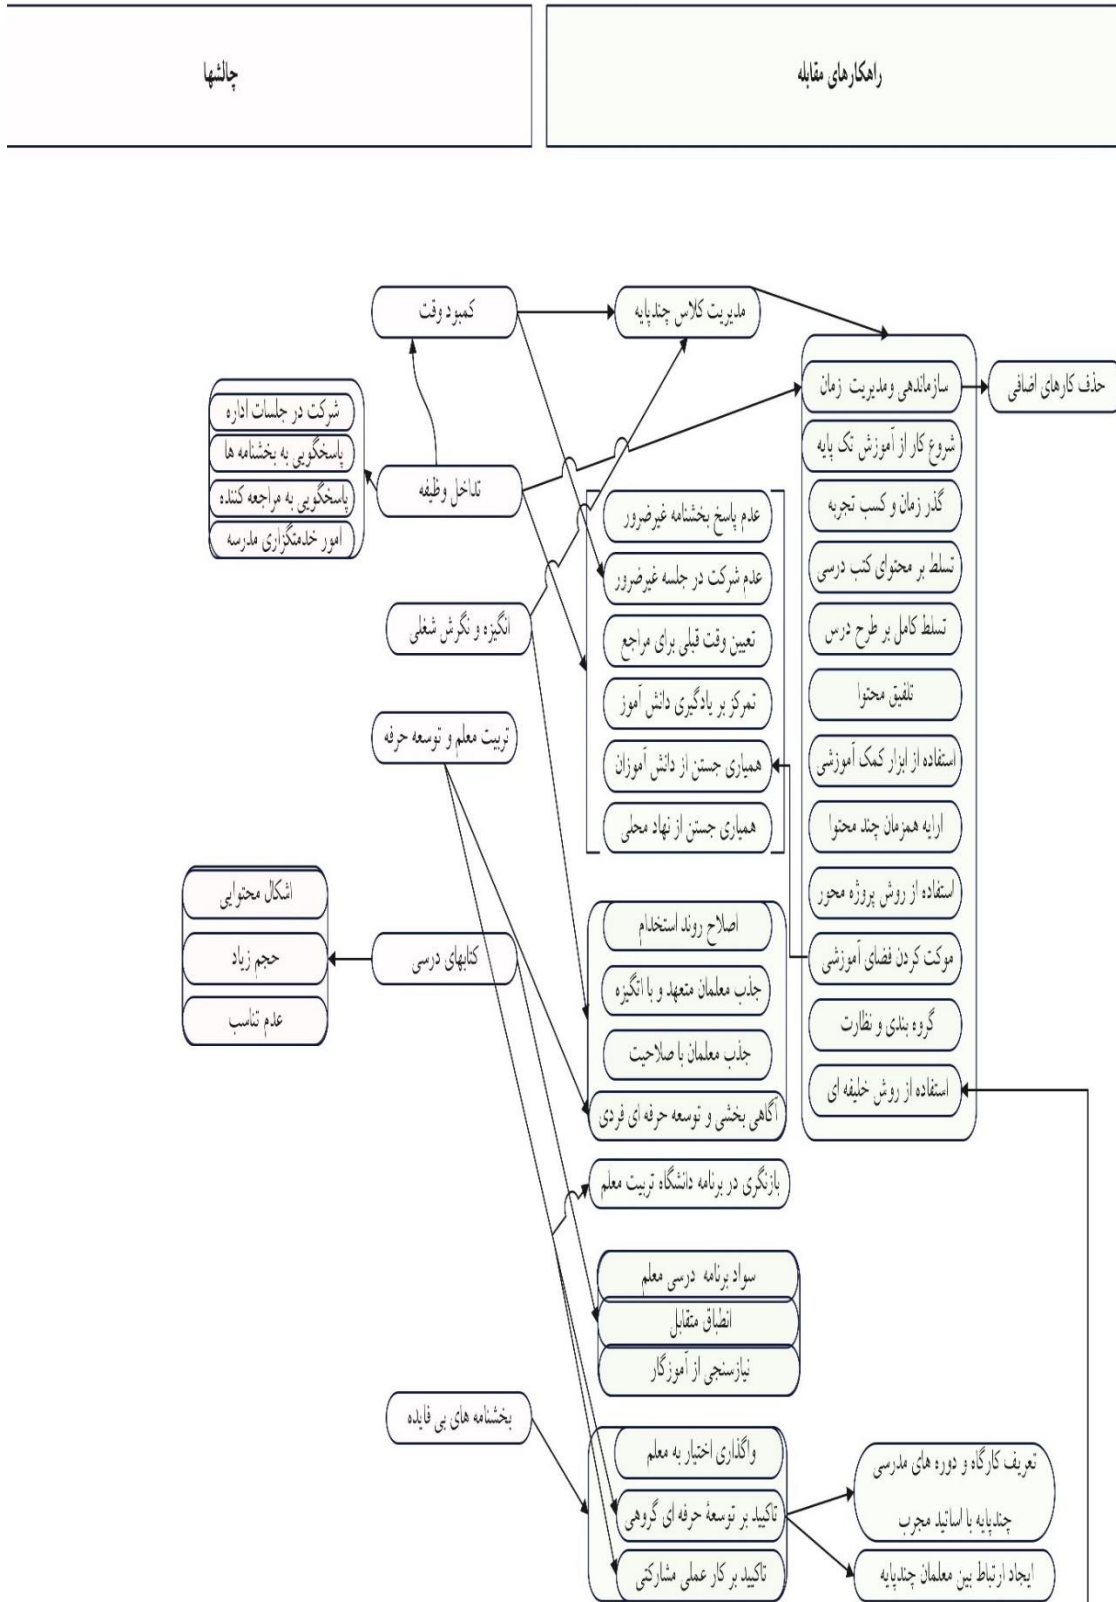 راهکارهای مقابله
چالشها
کمبود وقت
مدیریت کلاس چندپایه
سازماندهی ومدیریت زمان
حذف کارهای اضافی
شروع کار از آموزش تک پایه
گذر زمان و کسب تجربه
تسلط بر محتوای کتب درسی
تسلط کامل بر طرح درس
تلفیق محتوا
استفاده از ابزار کمک آموزشی
ارایه همزمان چند محتوا
استفاده از روش پروژه محور
موکت کردن فضای آموزشی
گروه بندی و نظارت
استفاده از روش خلیفه ای
شرکت در جلسات اداره
پاسخگویی به بخشنامه ها
پاسخگویی به مراجعه کننده
امور خدمتگزاری مدرسه
تداخل وظیفه
عدم پاسخ بخشنامه غیرضرور
عدم شرکت در جلسه غیرضرور
تعیین وقت قبلی برای مراجع
تمرکز بر یادگیری دانش آموز
همیاری جستن از دانش آموزان
همیاری جستن از نهاد محلی
انگیزه و نگرش شغلی
تربیت معلم و توسعه حرفه
اصلاح روند استخدام
جذب معلمان متعهد و با انگیزه
جذب معلمان با صلاحیت
آگاهی بخشی و توسعه حرفه ای فردی
بازنگری در برنامه دانشگاه تربیت معلم
کتابهای درسی
اشکال محتوایی
حجم زیاد
عدم تناسب
سواد برنامه درسی معلم
انطباق متقابل
نیازسنجی از آموزگار
بخشنامه های بی فایده
واگذاری اختیار به معلم
تاکیید بر توسعۀ حرفه ای گروهی
تاکیید بر کار عملی مشارکتی
تعریف کارگاه و دوره های مدرسی
چندپایه با اساتید مجرب
ایجاد ارتباط بین معلمان چندپایه